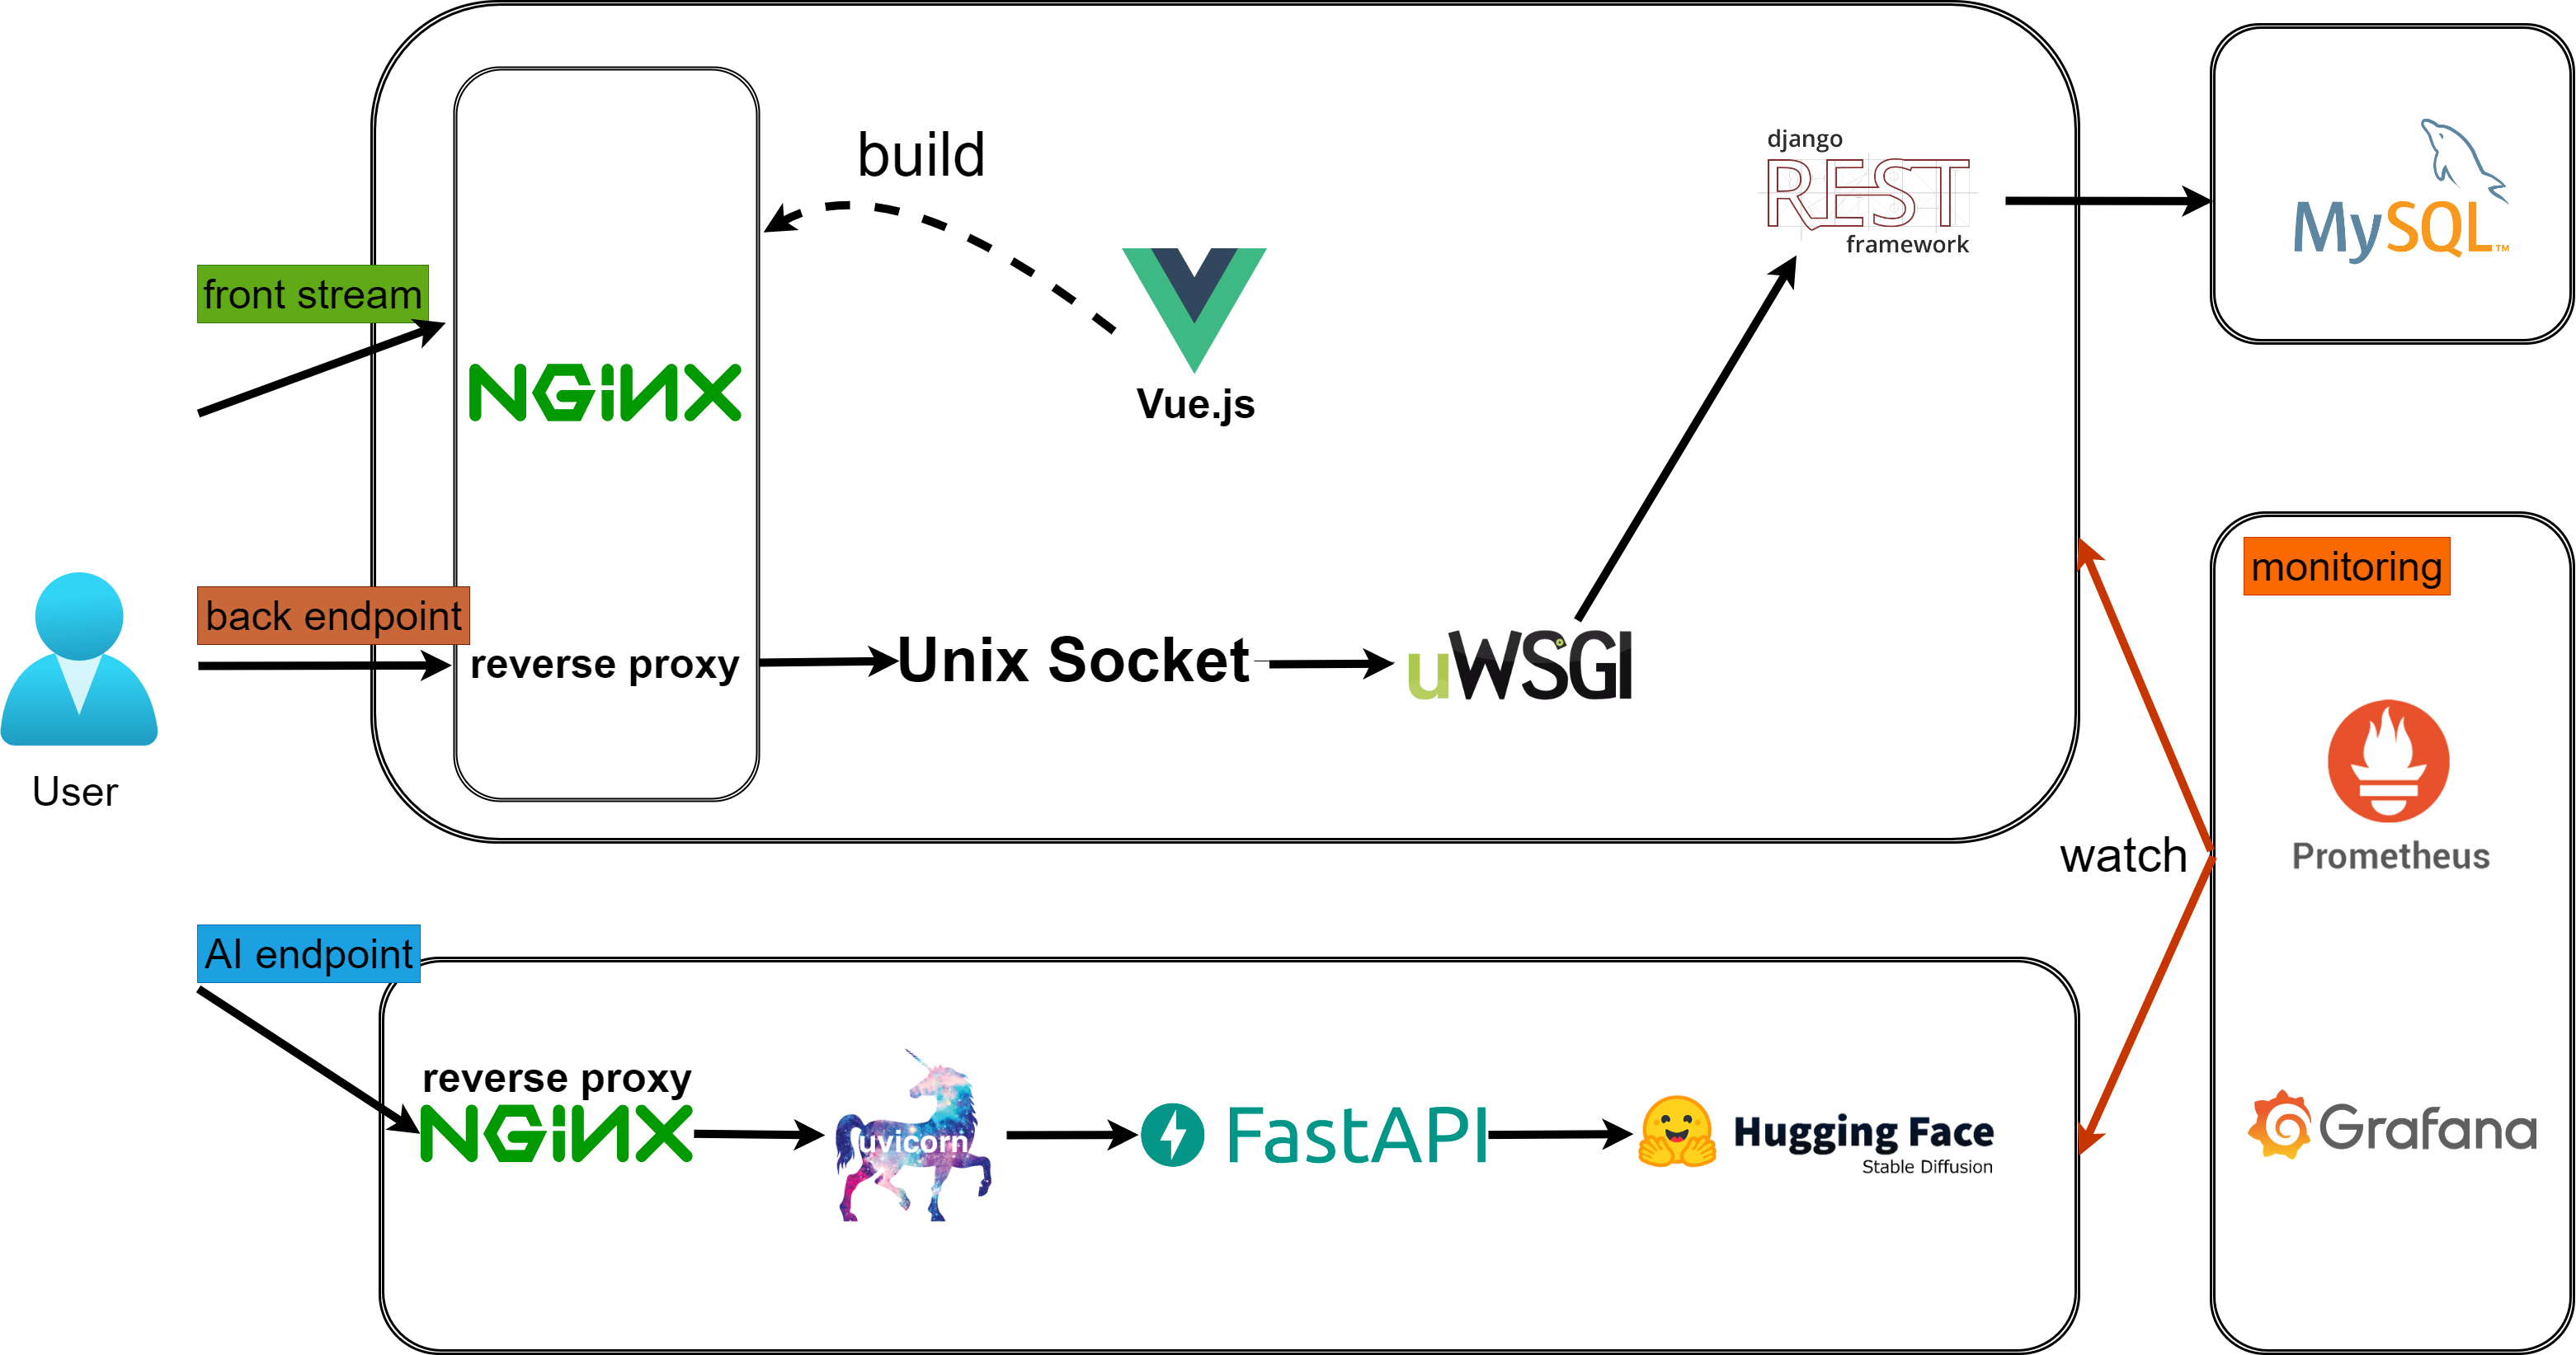 build
django
REST
framework
MySQL™
front stream
NGINX
Vue.js
monitoring
back endpoint
reverse proxy
Unix Socket
uWSGI
User
watch
Prometheus
AI endpoint
reverse proxy
NGINX
uvicorn
FastAPI
Hugging Face
Stable Diffusion
Grafana